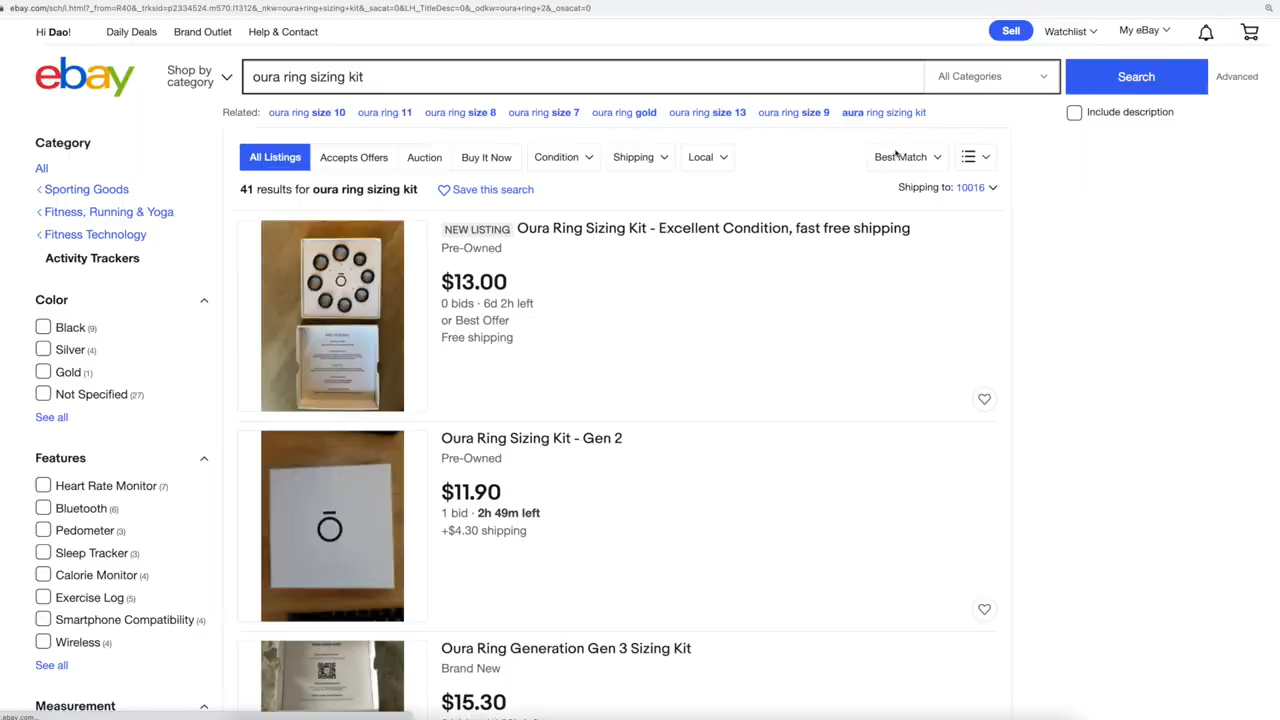 ebay.com/sch/i.html?_from=R40&_trksid=p2334524.m570.l1312&_nkw=oura+ring+sizing+kit&_sacat=0&LH_TitleDesc=0&_odkw=oura+ring+2&_osacat=0
Hi Dao!
Daily Deals
Brand Outlet
Help & Contact
Sell
Watchlist
My eBay
ebay
Shop by
category
oura ring sizing kit
All Categories
Search
Advanced
Related:
oura ring size 10
oura ring 11
oura ring size 8
oura ring size 7
oura ring gold
oura ring size 13
oura ring size 9
aura ring sizing kit
Include description
Category
All
Sporting Goods
Fitness, Running & Yoga
Fitness Technology
Activity Trackers
Color
Black (9)
Silver (4)
Gold (1)
Not Specified (27)
See all
Features
Heart Rate Monitor (7)
Bluetooth (6)
Pedometer (3)
Sleep Tracker (3)
Calorie Monitor (4)
Exercise Log (5)
Smartphone Compatibility (4)
Wireless (4)
See all
Measurement
All Listings
Accepts Offers
Auction
Buy It Now
Condition
Shipping
Local
Best Match
41 results for oura ring sizing kit
Save this search
Shipping to: 10016
NEW LISTING Oura Ring Sizing Kit - Excellent Condition, fast free shipping
Pre-Owned
$13.00
0 bids · 6d 2h left
or Best Offer
Free shipping
Oura Ring Sizing Kit - Gen 2
Pre-Owned
$11.90
1 bid · 2h 49m left
+$4.30 shipping
Oura Ring Generation Gen 3 Sizing Kit
Brand New
$15.30
.ebay.com...